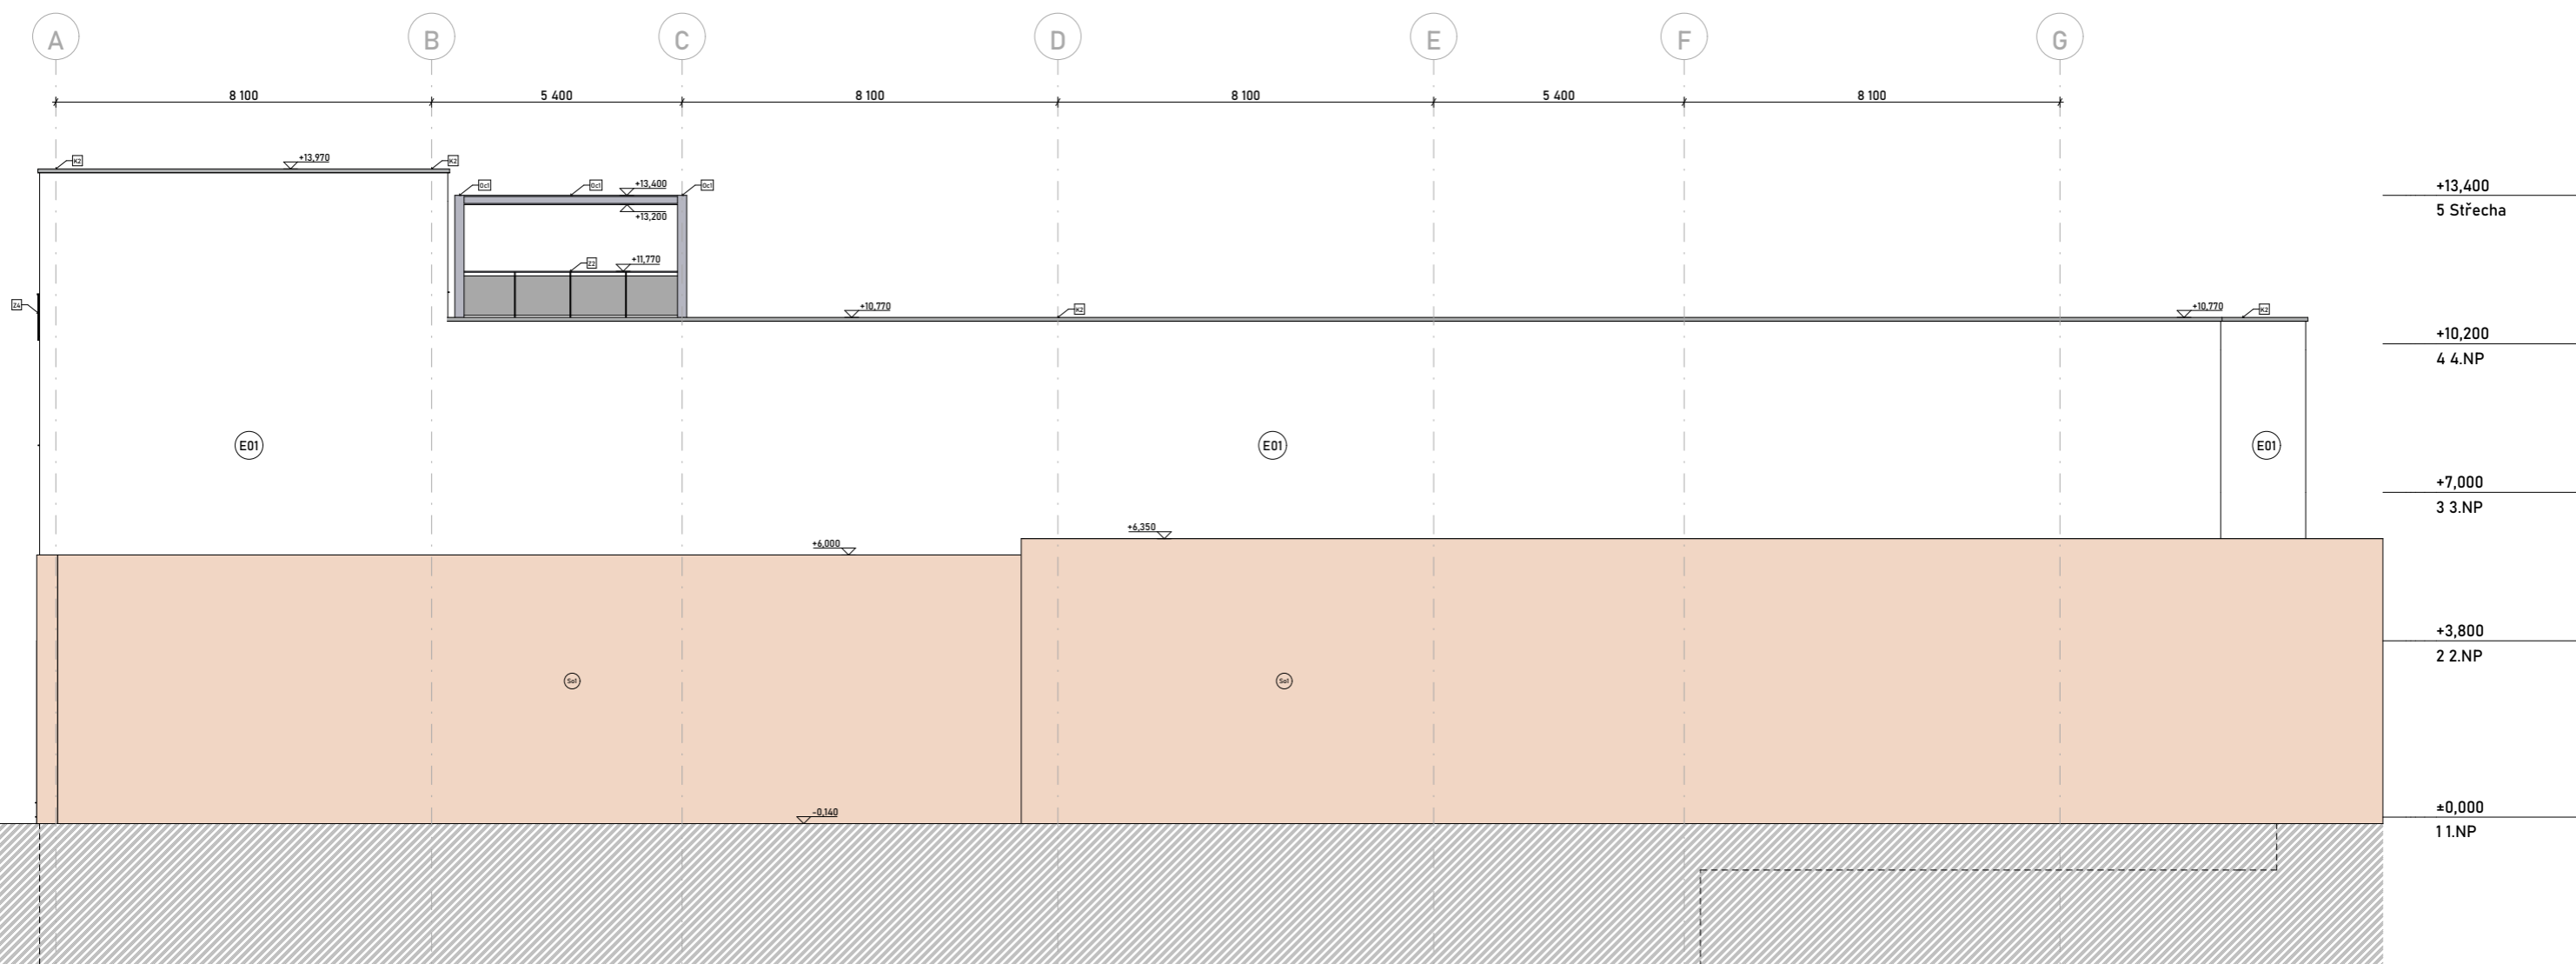 A B C D E F G
8 100 5 400 8 100 8 100 5 400 8 100
K2 +13,970 K2
Oc1 Oc1 +13,400 Oc1
+13,400
+13,200
5 Střecha
Z2 +11,770
Z4 +10,770 K2 +10,770 K2
+10,200
4 4.NP
E01 E01 E01
+7,000
3 3.NP
+6,350
+6,000
+3,800
2 2.NP
So1 So1
±0,000
-0,140
1 1.NP